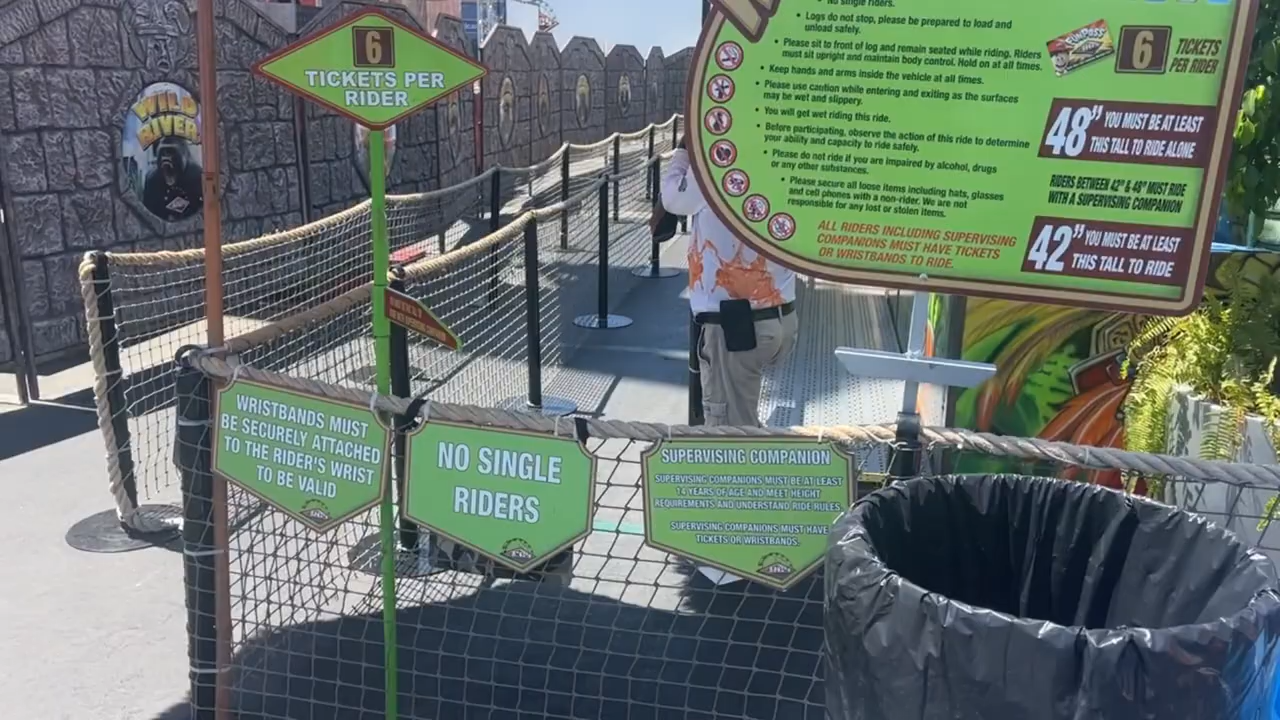 6
TICKETS PER
RIDER
WILD
RIVER
WRISTBANDS MUST
BE SECURELY ATTACHED
TO THE RIDER'S WRIST
TO BE VALID
NO SINGLE
RIDERS
SUPERVISING COMPANION
SUPERVISING COMPANIONS MUST BE AT LEAST
14 YEARS OF AGE AND MEET HEIGHT
REQUIREMENTS AND UNDERSTAND RIDE RULES
SUPERVISING COMPANIONS MUST HAVE
TICKETS OR WRISTBANDS.
• No single riders.
• Logs do not stop, please be prepared to load and
unload safely.
• Please sit to front of log and remain seated while riding. Riders
must sit upright and maintain body control. Hold on at all times.
• Keep hands and arms inside the vehicle at all times.
• Please use caution while entering and exiting as the surfaces
may be wet and slippery.
• You will get wet riding this ride.
• Before participating, observe the action of this ride to determine
your ability and capacity to ride safely.
• Please do not ride if you are impaired by alcohol, drugs
or any other substances.
• Please secure all loose items including hats, glasses
and cell phones with a non-rider. We are not
responsible for any lost or stolen items.
ALL RIDERS INCLUDING SUPERVISING
COMPANIONS MUST HAVE TICKETS
OR WRISTBANDS TO RIDE.
FUNPASS
6 TICKETS
PER RIDER
48" YOU MUST BE AT LEAST
THIS TALL TO RIDE ALONE
RIDERS BETWEEN 42" & 48" MUST RIDE
WITH A SUPERVISING COMPANION
42" YOU MUST BE AT LEAST
THIS TALL TO RIDE